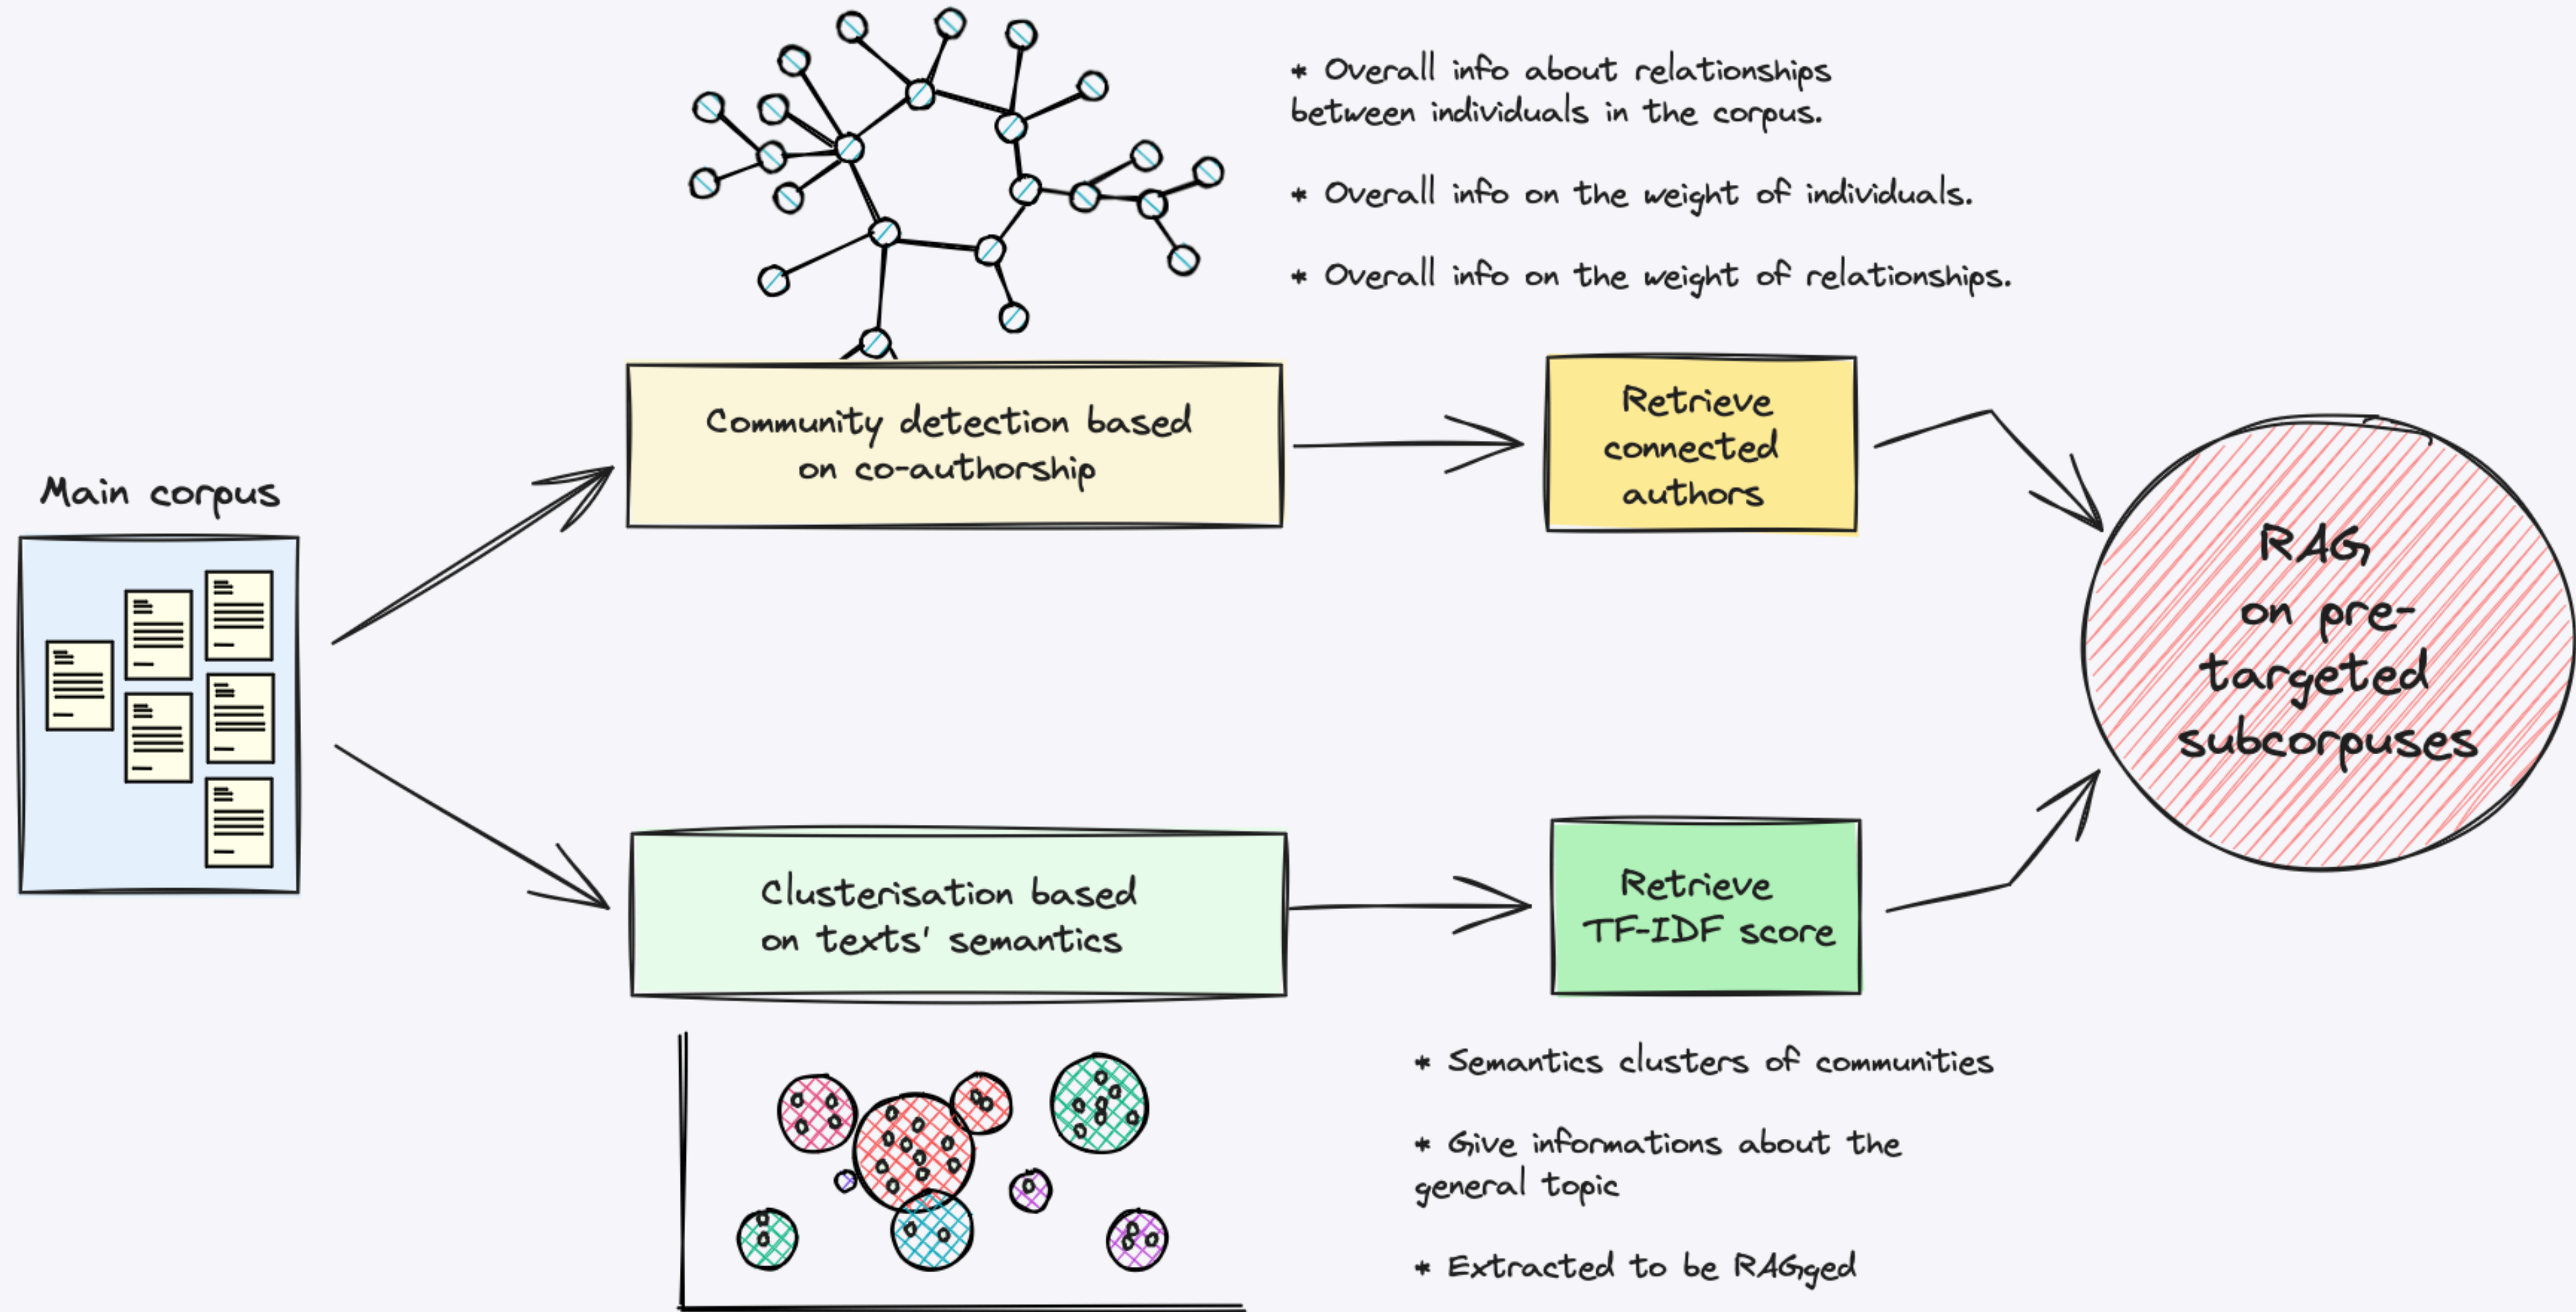 * Overall info about relationships
between individuals in the corpus.
* Overall info on the weight of individuals.
* Overall info on the weight of relationships.
Main corpus
Community detection based
on co-authorship
Retrieve
connected
authors
RAG
on pre-
targeted
subcorpuses
Clusterisation based
on texts' semantics
Retrieve
TF-IDF score
* Semantics clusters of communities
* Give informations about the
general topic
* Extracted to be RAGged